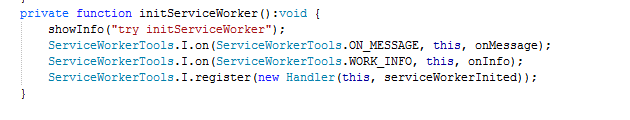 private function initServiceWorker():void {
showInfo("try initServiceWorker");
ServiceWorkerTools.I.on(ServiceWorkerTools.ON_MESSAGE, this, onMessage);
ServiceWorkerTools.I.on(ServiceWorkerTools.WORK_INFO, this, onInfo);
ServiceWorkerTools.I.register(new Handler(this, serviceWorkerInited));
}